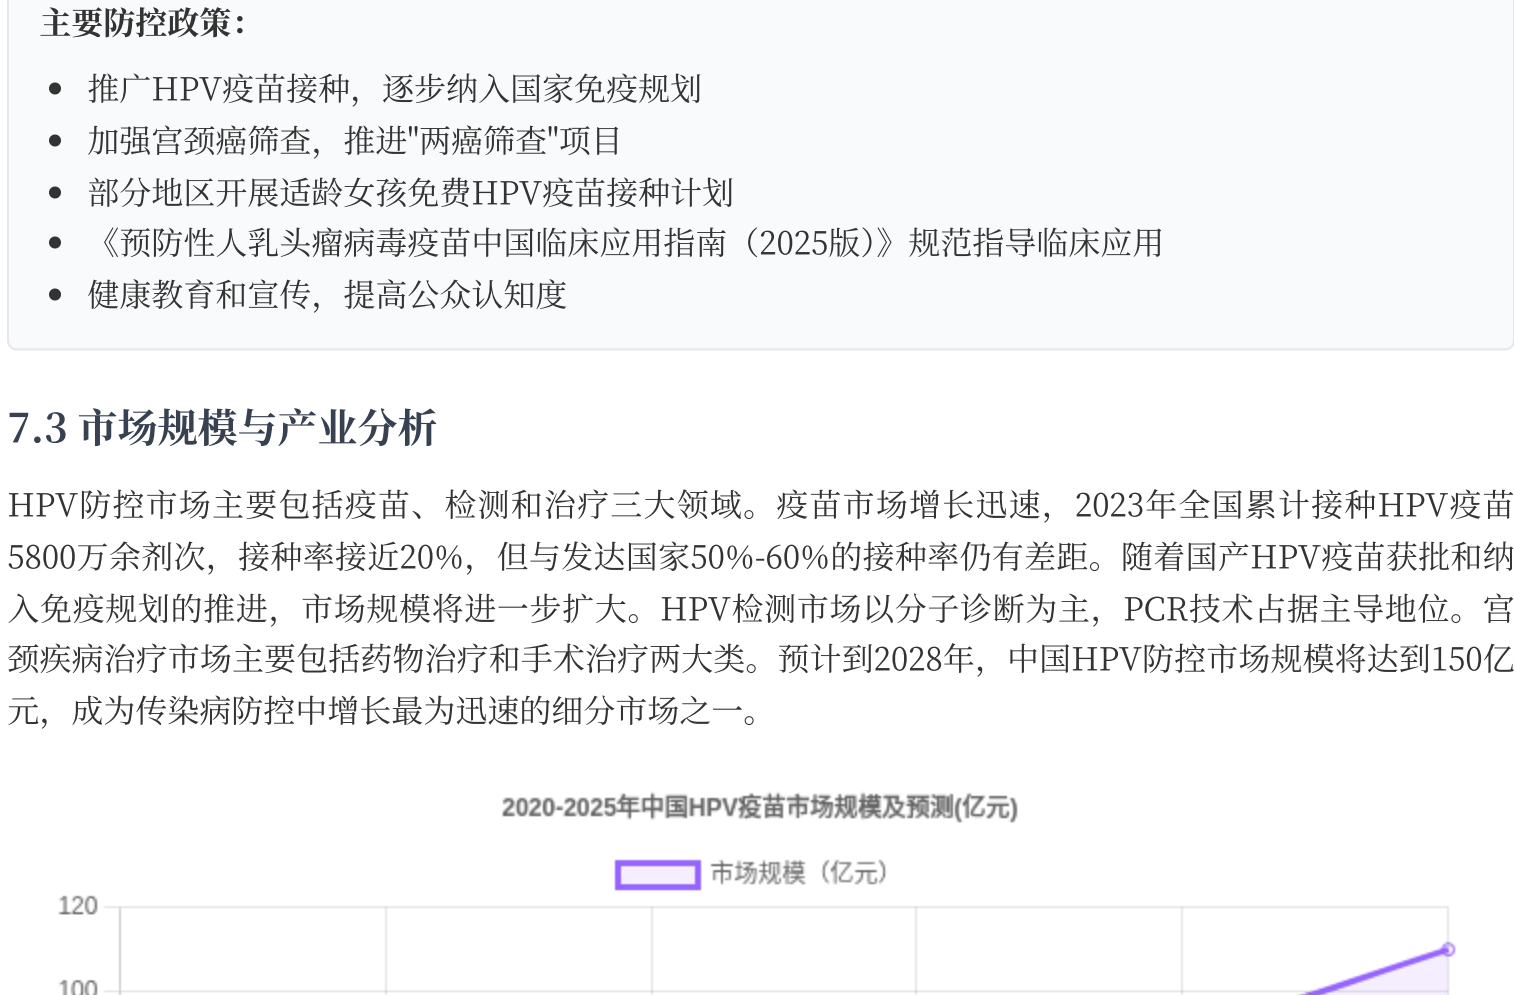 主要防控政策：
推广HPV疫苗接种，逐步纳入国家免疫规划
加强宫颈癌筛查，推进"两癌筛查"项目
部分地区开展适龄女孩免费HPV疫苗接种计划
《预防性人乳头瘤病毒疫苗中国临床应用指南（2025版）》规范指导临床应用
健康教育和宣传，提高公众认知度
7.3 市场规模与产业分析
HPV防控市场主要包括疫苗、检测和治疗三大领域。疫苗市场增长迅速，2023年全国累计接种HPV疫苗
5800万余剂次，接种率接近20%，但与发达国家50%-60%的接种率仍有差距。随着国产HPV疫苗获批和纳
入免疫规划的推进，市场规模将进一步扩大。HPV检测市场以分子诊断为主，PCR技术占据主导地位。宫
颈疾病治疗市场主要包括药物治疗和手术治疗两大类。预计到2028年，中国HPV防控市场规模将达到150亿
元，成为传染病防控中增长最为迅速的细分市场之一。
2020-2025年中国HPV疫苗市场规模及预测(亿元)
市场规模（亿元）
120
100